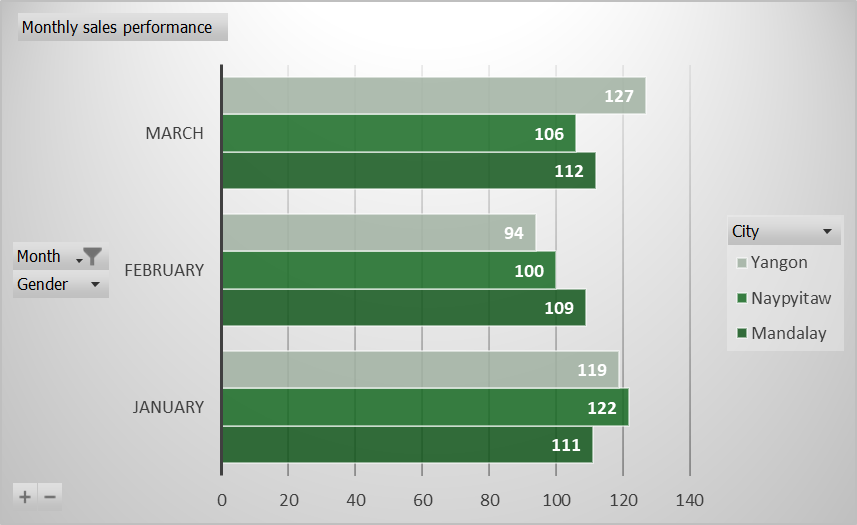 Monthly sales performance
MARCH
127
106
112
Month
Gender
FEBRUARY
94
100
109
City
Yangon
Naypyitaw
Mandalay
JANUARY
119
122
111
0 20 40 60 80 100 120 140